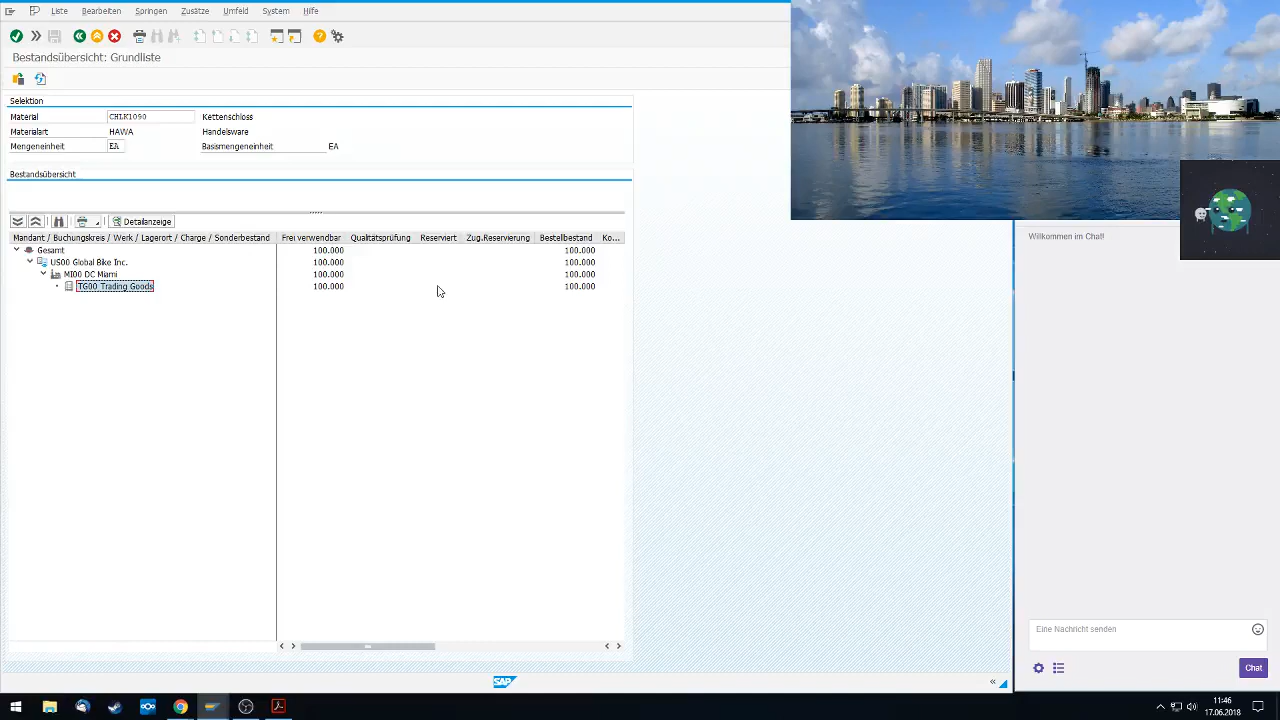 Liste Bearbeiten Springen Zusätze Umfeld System Hilfe
Bestandsübersicht: Grundliste
Selektion
Material CHLK1090 Kettenschloss
Materialart HAWA Handelsware
Mengeneinheit EA Basismengeneinheit EA
Bestandsübersicht
Detailanzeige
Mandant / Buchungskreis / Werk / Lagerort / Charge / Sonderbestand Frei verwendbar Qualitätsprüfung Reserviert Zug.Reservierung Bestellbestand Ko...
Gesamt 100.000 100.000
US00 Global Bike Inc. 100.000 100.000
MI00 DC Miami 100.000 100.000
TG00 Trading Goods 100.000 100.000
SAP
Willkommen im Chat!
Eine Nachricht senden
Chat
11:46
17.06.2018